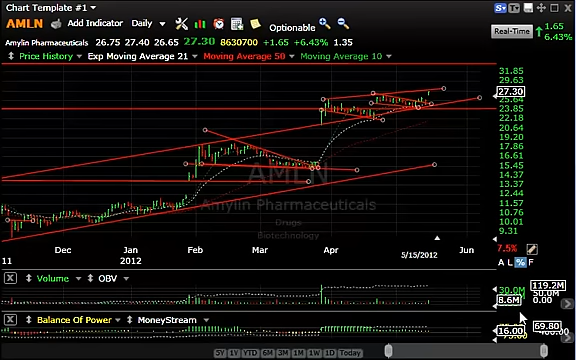 Chart Template #1
AMLN Add Indicator Daily Optionable
Real-Time 1.65 6.43%
Amylin Pharmaceuticals 26.75 27.40 26.65 27.30 8630700 +1.65 +6.43% 1.35
Price History Exp Moving Average 21 Moving Average 50 Moving Average 10
31.85
29.63
27.30
25.64
23.85
22.18
20.64
19.20
17.86
16.61
15.45
14.37
13.37
12.44
11.57
10.76
10.01
9.31
AMLN
Amylin Pharmaceuticals
Drugs
Biotechnology
7.5%
A L % F
11 Dec 2012 Feb Mar Apr 5/15/2012 Jun
X Volume OBV
119.2M
30.0M 50.0M
8.6M 0.00
X Balance Of Power MoneyStream
16.00 69.80
5Y 1Y YTD 6M 3M 1M 1W 1D Today